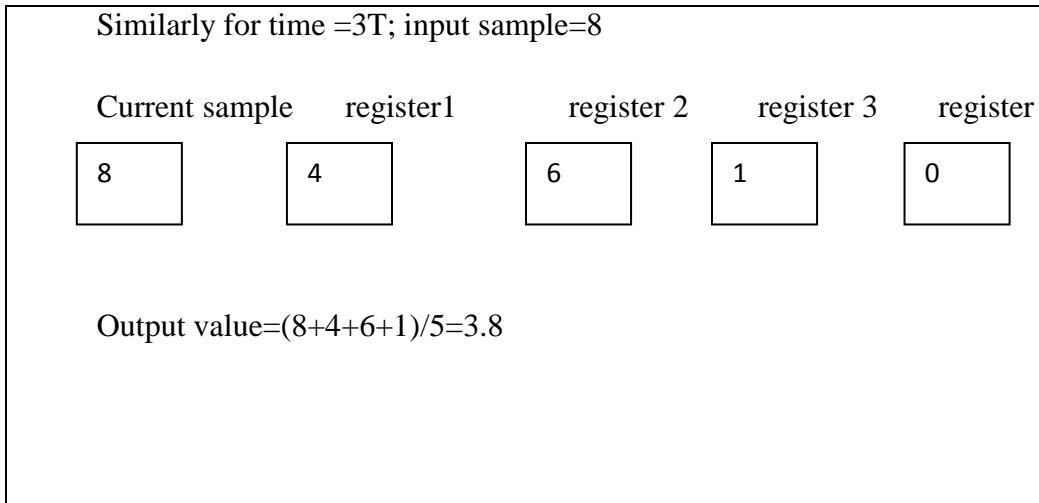 Similarly for time =3T; input sample=8
Current sample register1 register 2 register 3 register
8 4 6 1 0
Output value=(8+4+6+1)/5=3.8